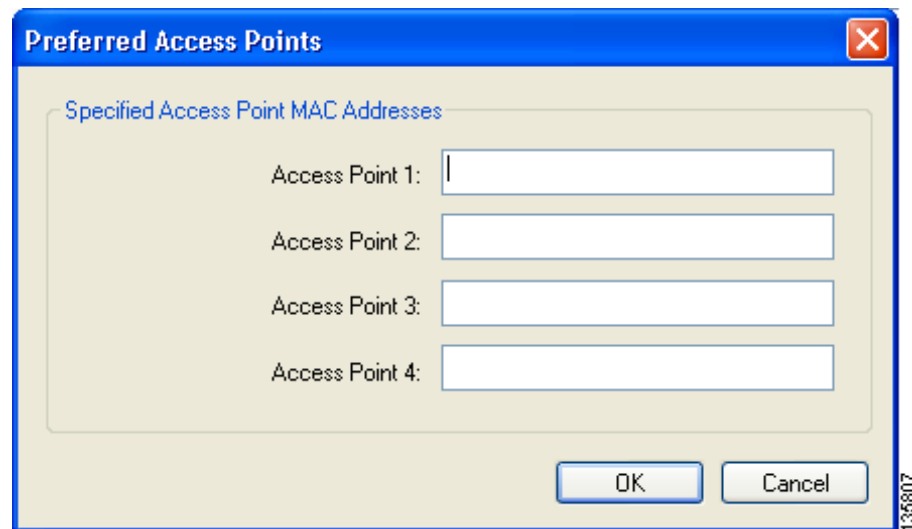 Preferred Access Points
Specified Access Point MAC Addresses
Access Point 1:
Access Point 2:
Access Point 3:
Access Point 4:
OK
Cancel
135807